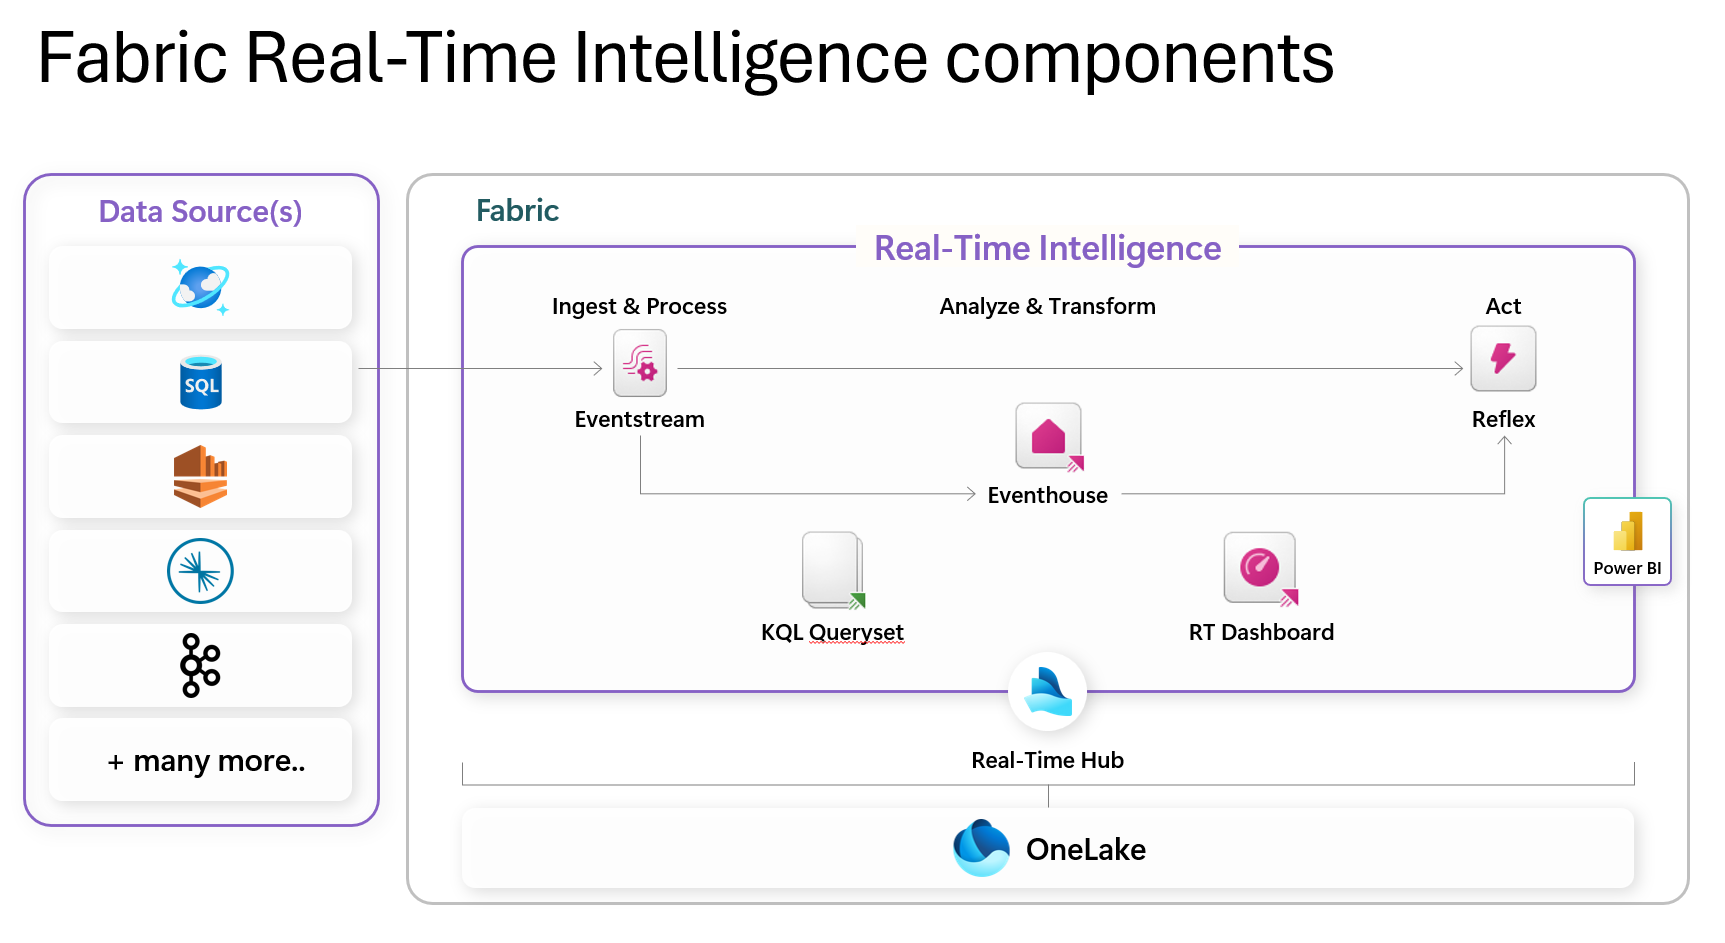 Fabric Real-Time Intelligence components
Data Source(s)
SQL
+ many more..
Fabric
Real-Time Intelligence
Ingest & Process
Analyze & Transform
Act
Eventstream
Reflex
Eventhouse
Power BI
KQL Queryset
RT Dashboard
Real-Time Hub
OneLake